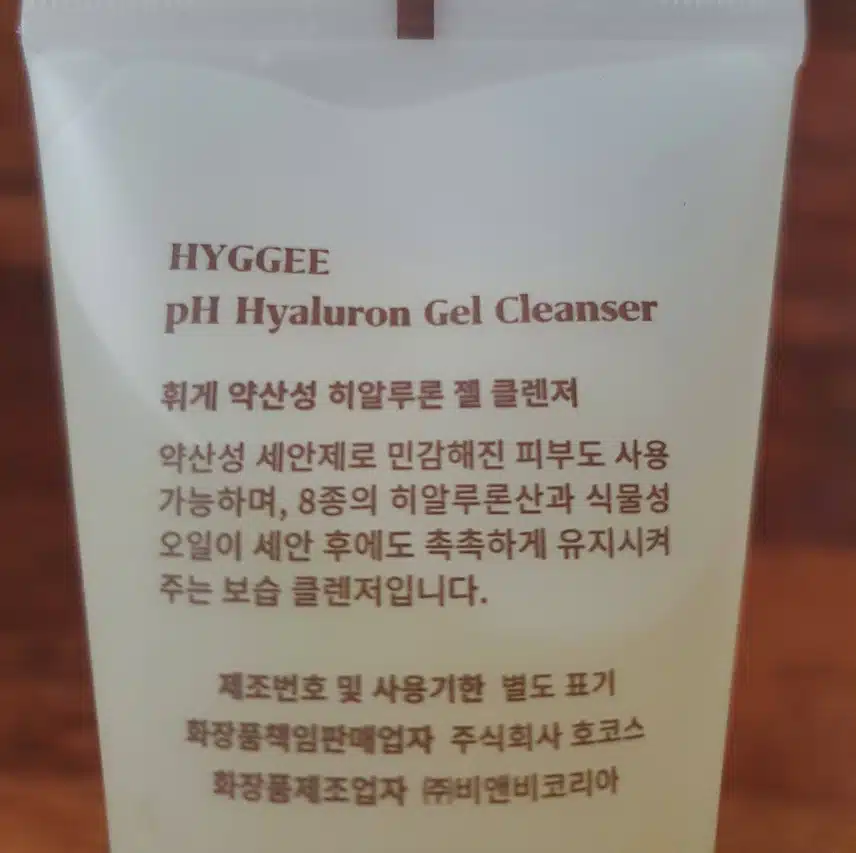 HYGGEE
pH Hyaluron Gel Cleanser
휘게 약산성 히알루론 젤 클렌저
약산성 세안제로 민감해진 피부도 사용
가능하며, 8종의 히알루론산과 식물성
오일이 세안 후에도 촉촉하게 유지시켜
주는 보습 클렌저입니다.
제조번호 및 사용기한 별도 표기
화장품책임판매업자 주식회사 호코스
화장품제조업자 ㈜비앤비코리아